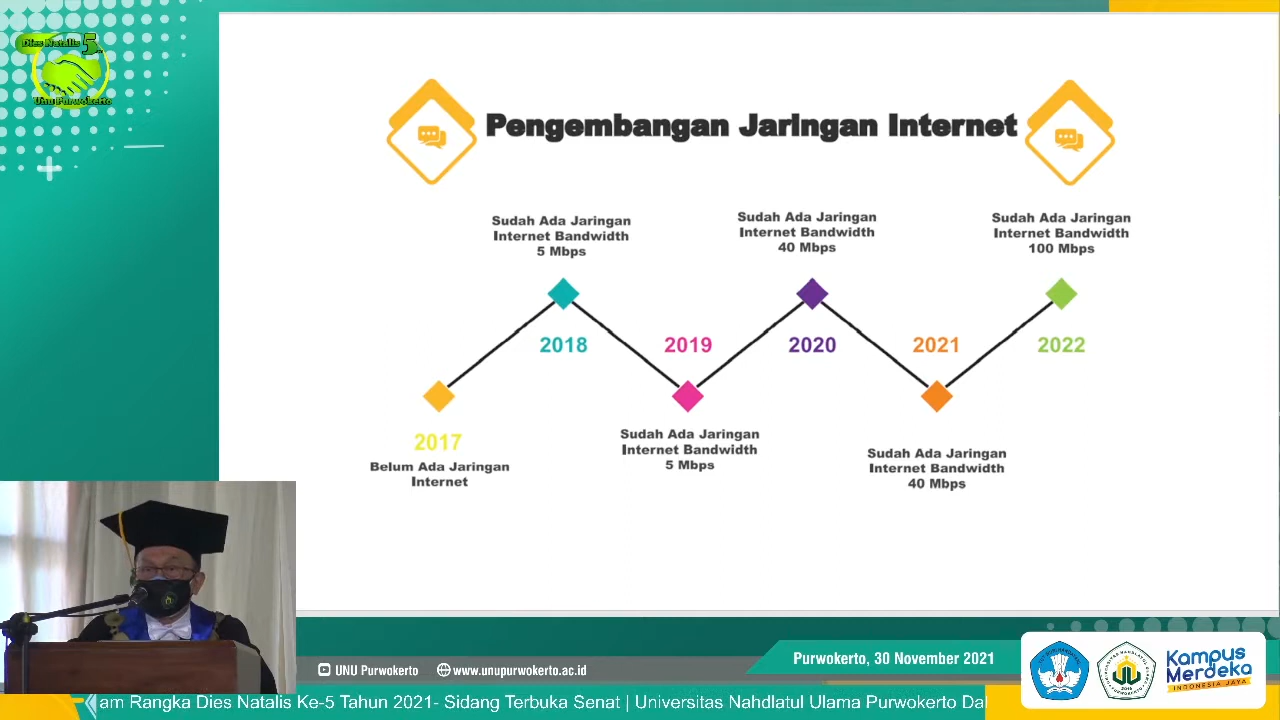 Dies Natalis 5
Unu Purwokerto
Pengembangan Jaringan Internet
Sudah Ada Jaringan
Internet Bandwidth
5 Mbps
Sudah Ada Jaringan
Internet Bandwidth
40 Mbps
Sudah Ada Jaringan
Internet Bandwidth
100 Mbps
2018
2019
2020
2021
2022
2017
Belum Ada Jaringan
Internet
Sudah Ada Jaringan
Internet Bandwidth
5 Mbps
Sudah Ada Jaringan
Internet Bandwidth
40 Mbps
UNU Purwokerto
www.unupurwokerto.ac.id
Purwokerto, 30 November 2021
Kampus
Merdeka
INDONESIA JAYA
am Rangka Dies Natalis Ke-5 Tahun 2021- Sidang Terbuka Senat | Universitas Nahdlatul Ulama Purwokerto Dal